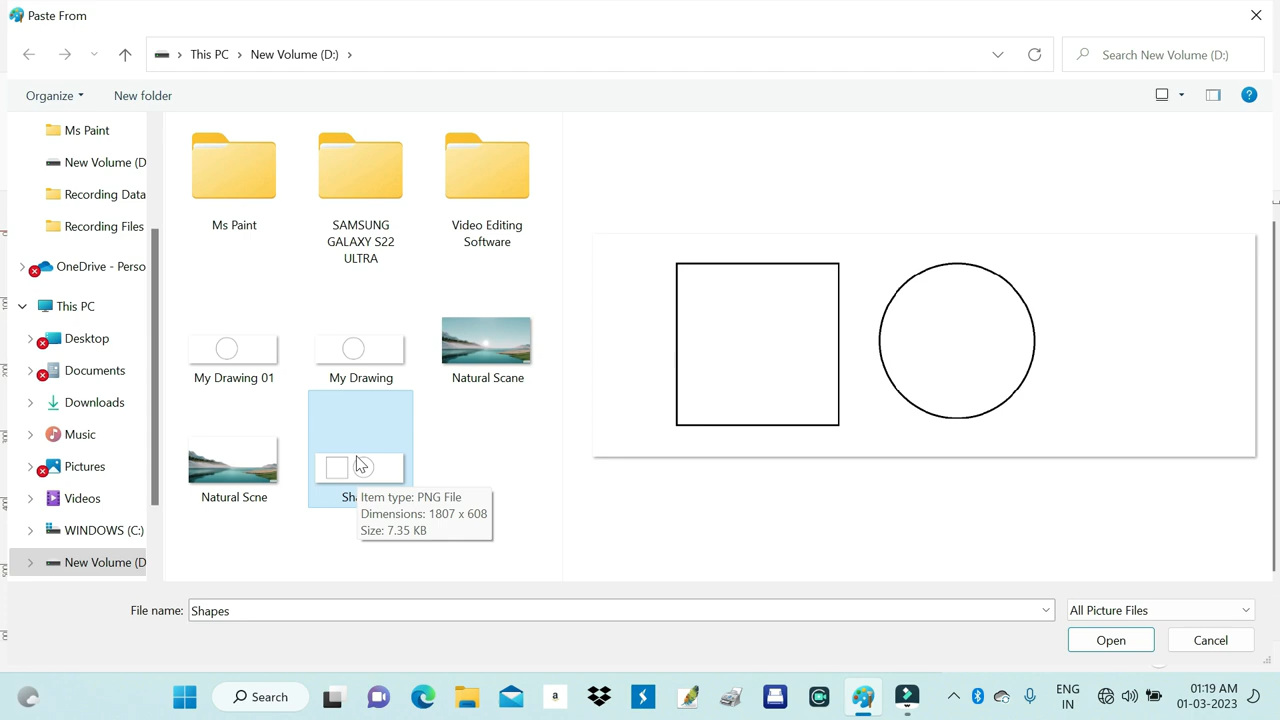 Paste From
This PC
New Volume (D:)
Search New Volume (D:)
Organize
New folder
Ms Paint
New Volume (D
Recording Data
Recording Files
OneDrive - Perso
This PC
Desktop
Documents
Downloads
Music
Pictures
Videos
WINDOWS (C:)
New Volume (D
Ms Paint
SAMSUNG
GALAXY S22
ULTRA
Video Editing
Software
My Drawing 01
My Drawing
Natural Scane
Natural Scne
Item type: PNG File
Dimensions: 1807 x 608
Size: 7.35 KB
File name:
Shapes
All Picture Files
Open
Cancel
Search
a
ENG
IN
01:19 AM
01-03-2023